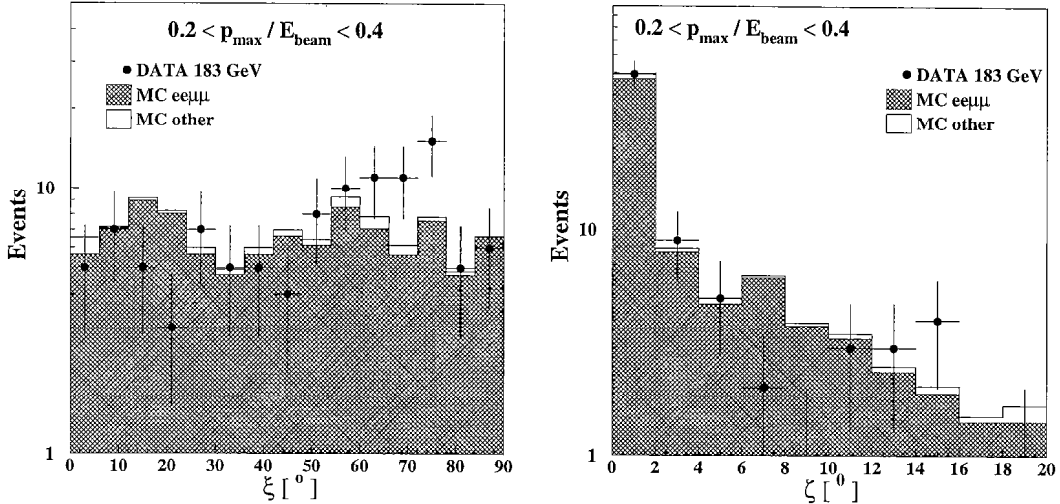 0.2 < p_max / E_beam < 0.4
DATA 183 GeV
MC eeμμ
MC other
Events
10
1
0 10 20 30 40 50 60 70 80 90
ξ [ ° ]
0.2 < p_max / E_beam < 0.4
DATA 183 GeV
MC eeμμ
MC other
Events
10
1
0 2 4 6 8 10 12 14 16 18 20
ζ [ ⁰ ]